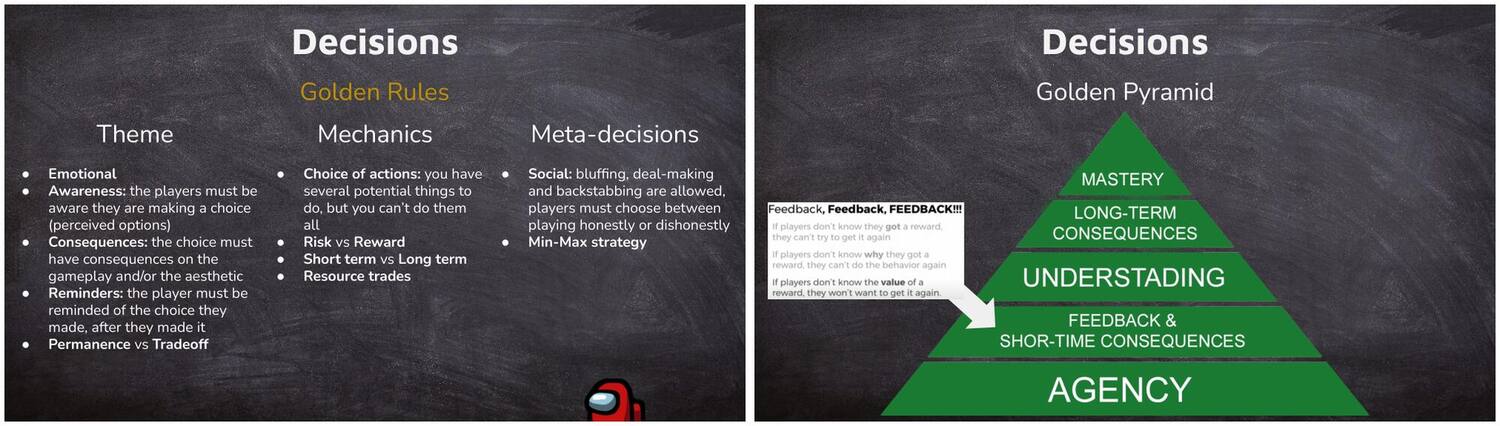 Decisions
Golden Rules
Theme
● Emotional
● Awareness: the players must be
aware they are making a choice
(perceived options)
● Consequences: the choice must
have consequences on the
gameplay and/or the aesthetic
● Reminders: the player must be
reminded of the choice they
made, after they made it
● Permanence vs Tradeoff
Mechanics
● Choice of actions: you have
several potential things to
do, but you can't do them
all
● Risk vs Reward
● Short term vs Long term
● Resource trades
Meta-decisions
● Social: bluffing, deal-making
and backstabbing are allowed,
players must choose between
playing honestly or dishonestly
● Min-Max strategy
Decisions
Golden Pyramid
MASTERY
LONG-TERM
CONSEQUENCES
UNDERSTADING
FEEDBACK &
SHOR-TIME CONSEQUENCES
AGENCY
Feedback, Feedback, FEEDBACK!!!
If players don't know they got a reward,
they can't try to get it again
If players don't know why they got a
reward, they can't do the behavior again
If players don't know the value of a
reward, they won't want to get it again.